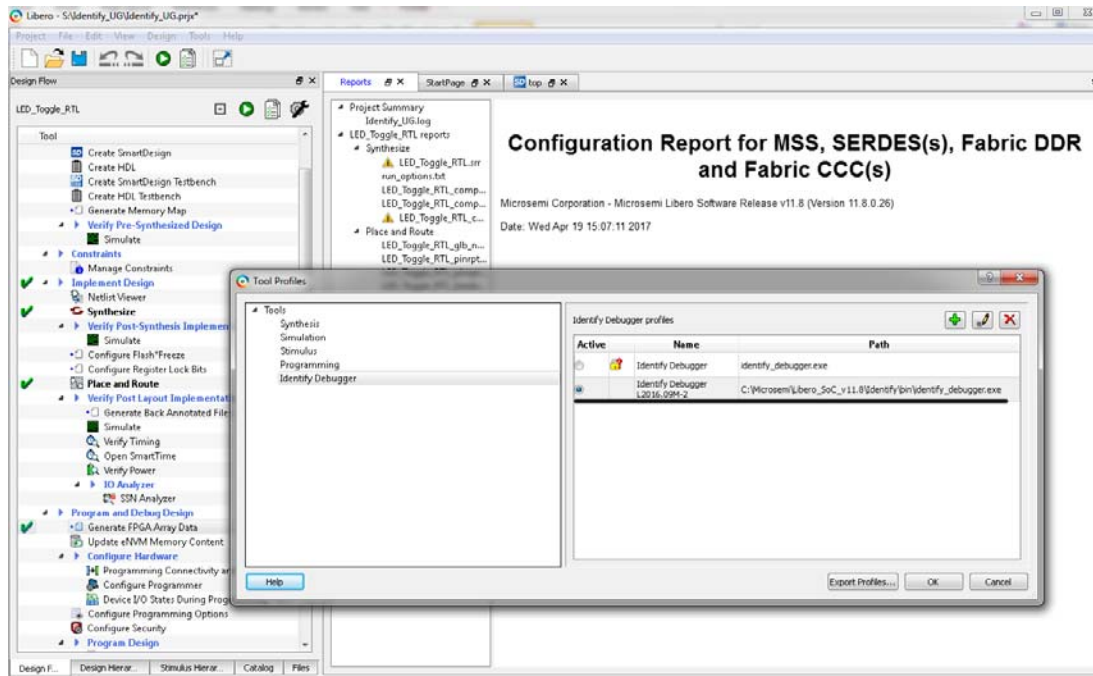 Libero - S:\Identify_UG\Identify_UG.prjx*
Project File Edit View Design Tools Help
Design Flow
LED_Toggle_RTL
Tool
Create SmartDesign
Create HDL
Create SmartDesign Testbench
Create HDL Testbench
Generate Memory Map
Verify Pre-Synthesized Design
Simulate
Constraints
Manage Constraints
Implement Design
Netlist Viewer
Synthesize
Verify Post-Synthesis Implemen
Simulate
Configure Flash*Freeze
Configure Register Lock Bits
Place and Route
Verify Post Layout Implementat
Generate Back Annotated File
Simulate
Verify Timing
Open SmartTime
Verify Power
IO Analyzer
SSN Analyzer
Program and Debug Design
Generate FPGA Array Data
Update eNVM Memory Content
Configure Hardware
Programming Connectivity an
Configure Programmer
Device I/O States During Prog
Configure Programming Options
Configure Security
Program Design
Design F... Design Hierar... Stimulus Hierar... Catalog Files
Reports StartPage top
Project Summary
Identify_UG.log
LED_Toggle_RTL reports
Synthesize
LED_Toggle_RTL.srr
run_options.txt
LED_Toggle_RTL_comp...
LED_Toggle_RTL_comp...
LED_Toggle_RTL_c...
Place and Route
LED_Toggle_RTL_glb_n...
LED_Toggle_RTL_pinrpt...
Configuration Report for MSS, SERDES(s), Fabric DDR
and Fabric CCC(s)
Microsemi Corporation - Microsemi Libero Software Release v11.8 (Version 11.8.0.26)
Date: Wed Apr 19 15:07:11 2017
Tool Profiles
Tools
Synthesis
Simulation
Stimulus
Programming
Identify Debugger
Identify Debugger profiles
Active Name Path
Identify Debugger identify_debugger.exe
Identify Debugger
L2016.09M-2 C:\Microsemi\Libero_SoC_v11.8\Identify\bin\identify_debugger.exe
Help Export Profiles... OK Cancel